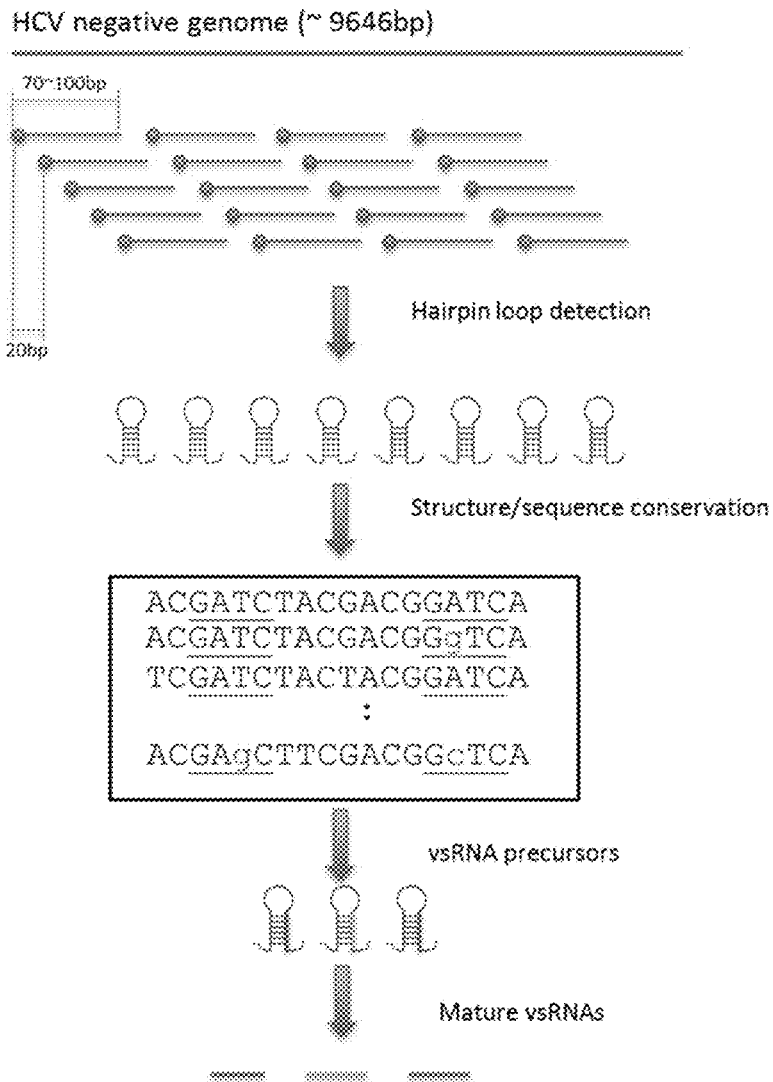 HCV negative genome (~ 9646bp)
70~100bp
20bp
Hairpin loop detection
Structure/sequence conservation
ACGATCTACGACGGATCA
ACGATCTACGACGGgTCA
TCGATCTACTACGGATCA
:
ACGAgCTTCGACGGcTCA
vsRNA precursors
Mature vsRNAs